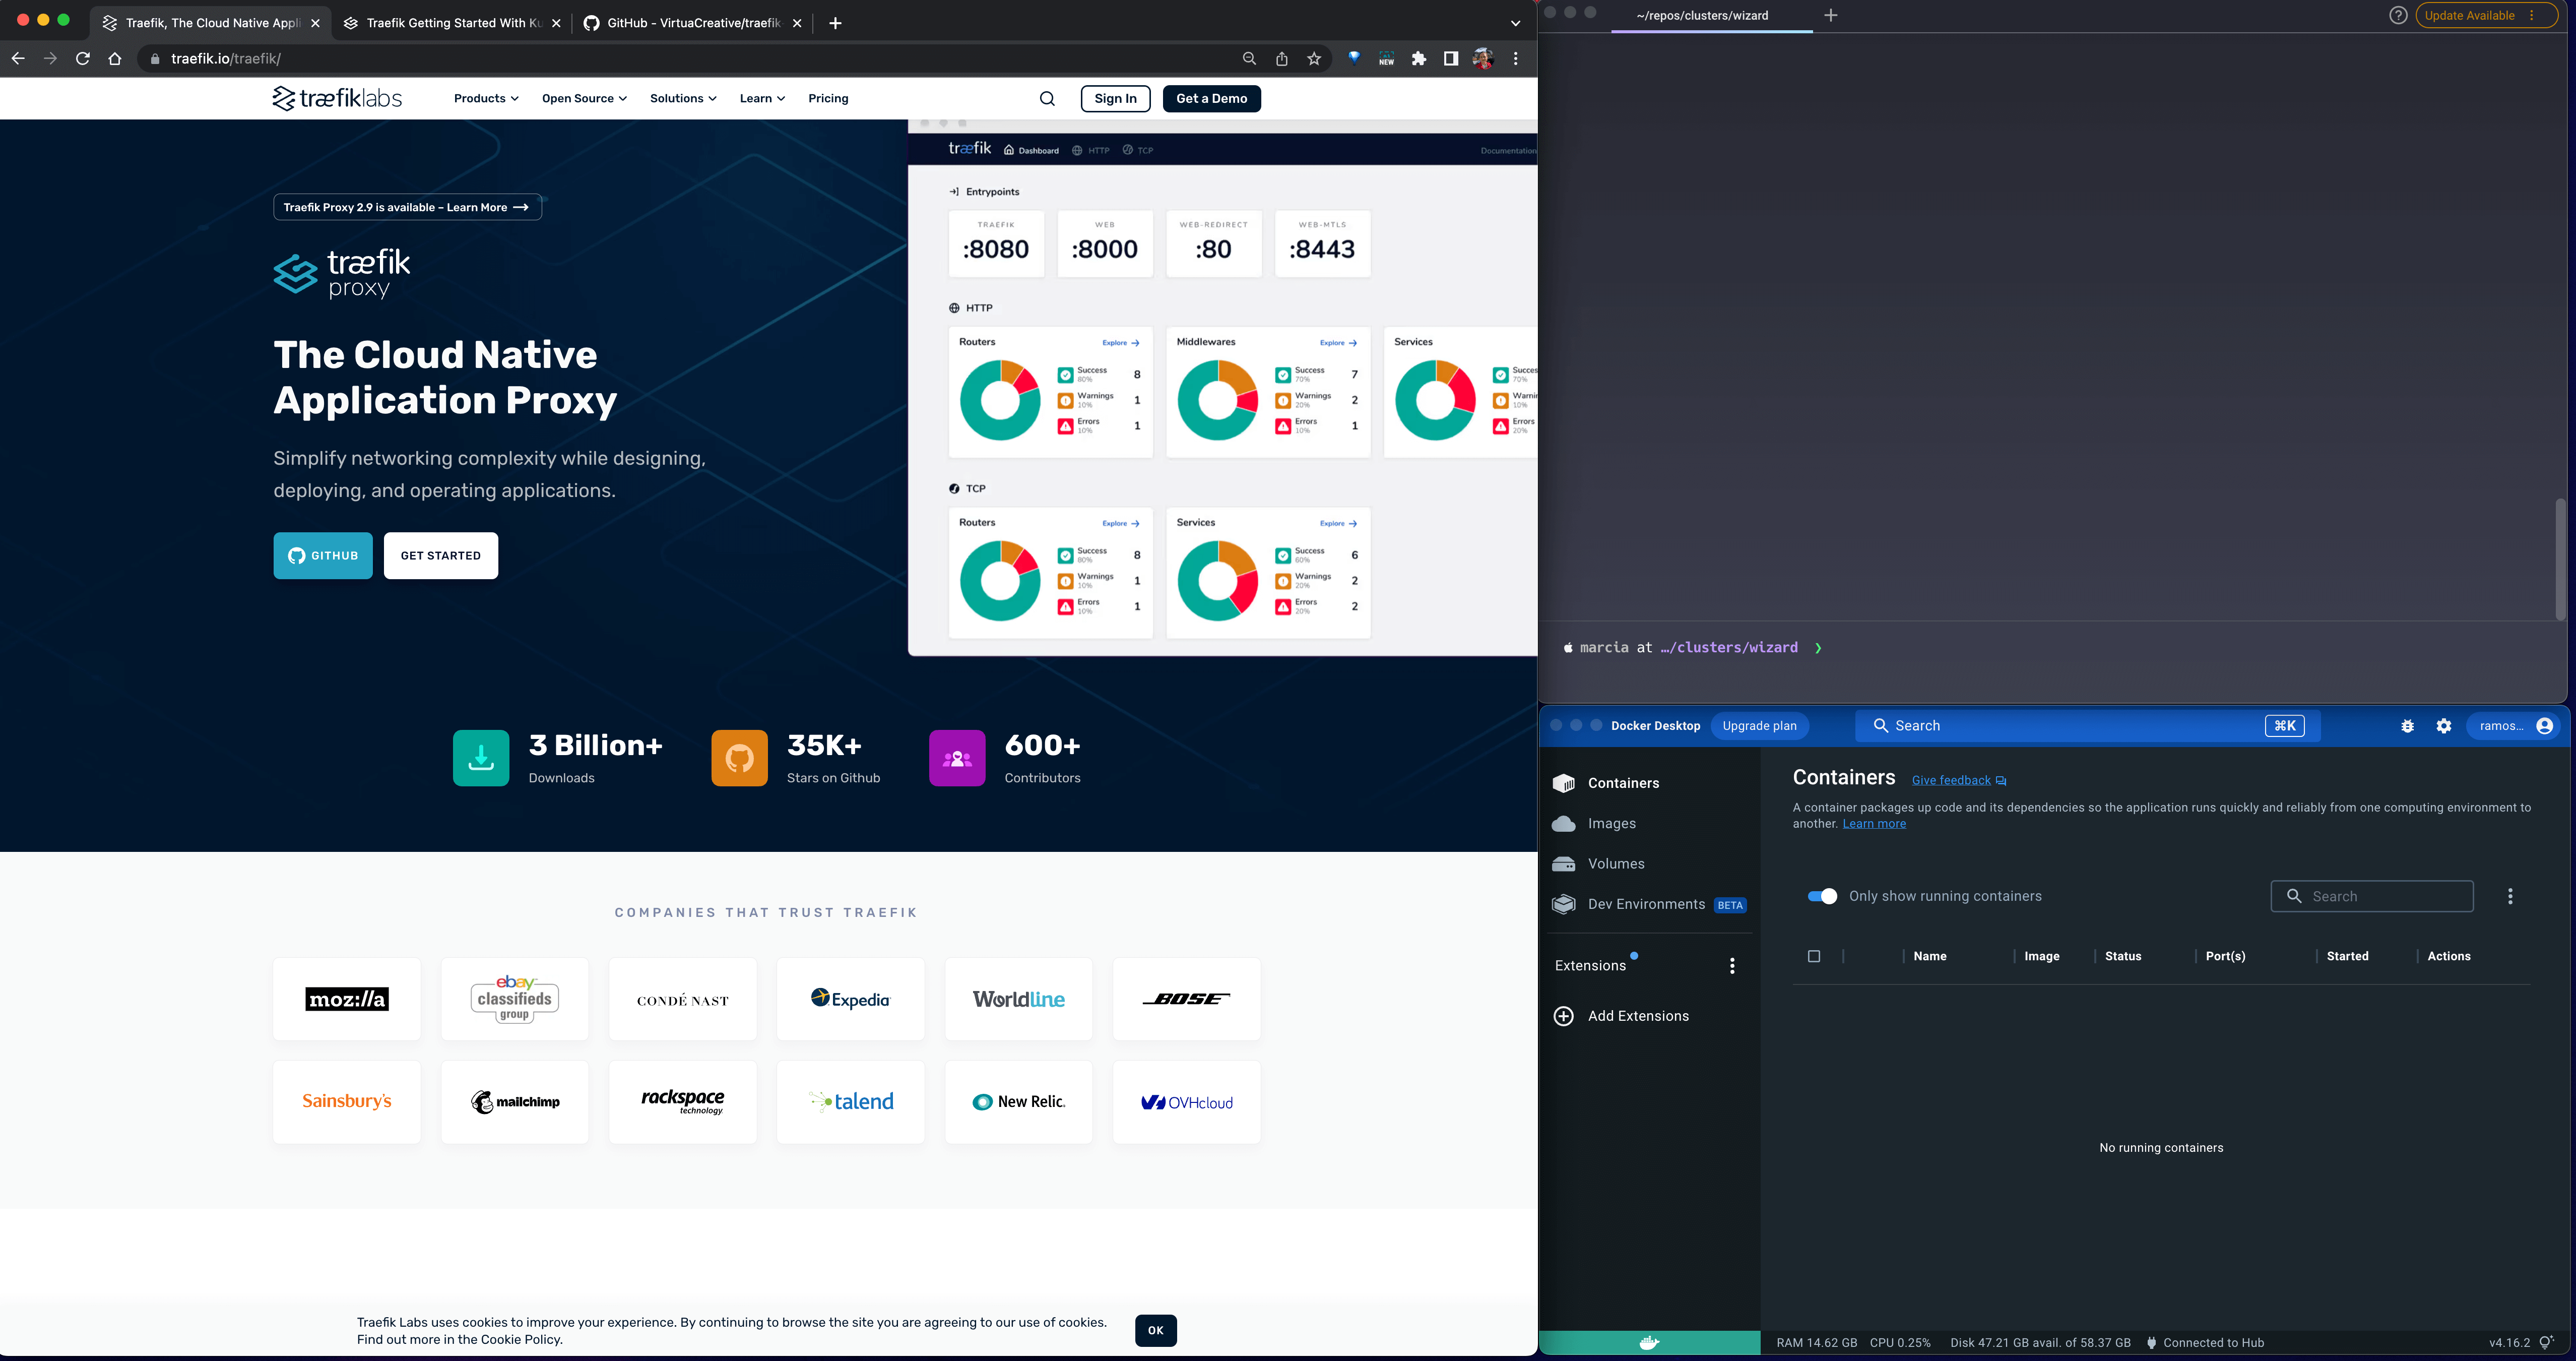 Traefik, The Cloud Native Appli
Traefik Getting Started With Ku
GitHub - VirtuaCreative/traefik
traefik.io/traefik/
NEW
træfiklabs
Products
Open Source
Solutions
Learn
Pricing
Sign In
Get a Demo
Traefik Proxy 2.9 is available – Learn More
træfik
proxy
The Cloud Native
Application Proxy
Simplify networking complexity while designing,
deploying, and operating applications.
GITHUB
GET STARTED
træfik
Dashboard
HTTP
TCP
Documentation
Entrypoints
TRAEFIK
:8080
WEB
:8000
WEB-REDIRECT
:80
WEB-MTLS
:8443
HTTP
Routers
Explore
Success
80%
8
Warnings
10%
1
Errors
10%
1
Middlewares
Explore
Success
70%
7
Warnings
20%
2
Errors
10%
1
Services
Succes
70%
Warnin
10%
Errors
20%
TCP
Routers
Explore
Success
80%
8
Warnings
10%
1
Errors
10%
1
Services
Explore
Success
60%
6
Warnings
20%
2
Errors
20%
2
3 Billion+
Downloads
35K+
Stars on Github
600+
Contributors
COMPANIES THAT TRUST TRAEFIK
moz://a
ebay
classifieds
group
CONDÉ NAST
Expedia
Worldline
BOSE
Sainsbury's
mailchimp
rackspace
technology.
talend
New Relic.
OVHcloud
Traefik Labs uses cookies to improve your experience. By continuing to browse the site you are agreeing to our use of cookies.
Find out more in the Cookie Policy.
OK
~/repos/clusters/wizard
Update Available
marcia at …/clusters/wizard ❯
Docker Desktop
Upgrade plan
Search
⌘K
ramos...
Containers
Images
Volumes
Dev Environments
BETA
Extensions
Add Extensions
Containers
Give feedback
A container packages up code and its dependencies so the application runs quickly and reliably from one computing environment to
another. Learn more
Only show running containers
Search
Name
Image
Status
Port(s)
Started
Actions
No running containers
RAM 14.62 GB
CPU 0.25%
Disk 47.21 GB avail. of 58.37 GB
Connected to Hub
v4.16.2